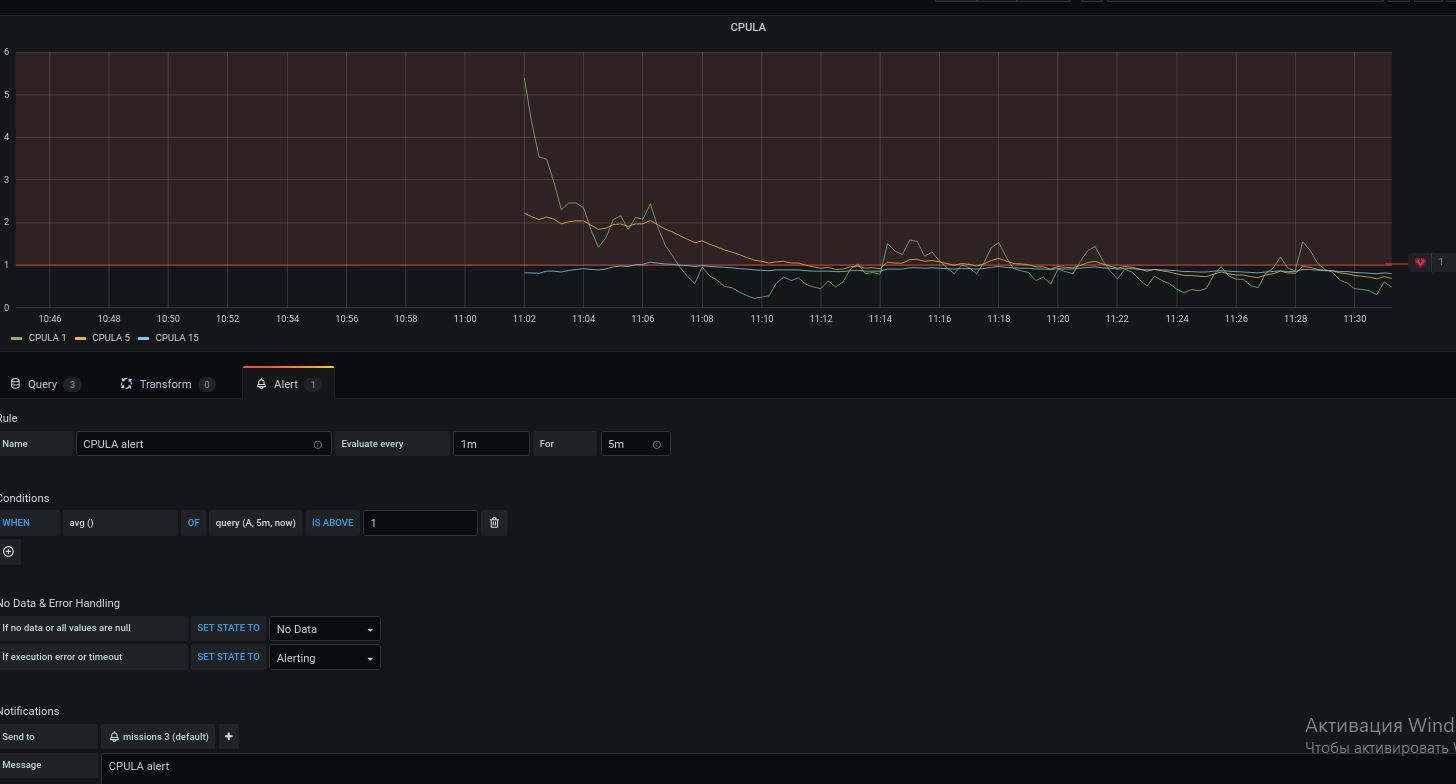 CPULA
6
5
4
3
2
1
0
1
10:46 10:48 10:50 10:52 10:54 10:56 10:58 11:00 11:02 11:04 11:06 11:08 11:10 11:12 11:14 11:16 11:18 11:20 11:22 11:24 11:26 11:28 11:30
CPULA 1 CPULA 5 CPULA 15
Query 3 Transform 0 Alert 1
Rule
Name CPULA alert Evaluate every 1m For 5m
Conditions
WHEN avg () OF query (A, 5m, now) IS ABOVE 1
No Data & Error Handling
If no data or all values are null SET STATE TO No Data
If execution error or timeout SET STATE TO Alerting
Notifications
Send to missions 3 (default)
Message CPULA alert
Активация Wind
Чтобы активировать W